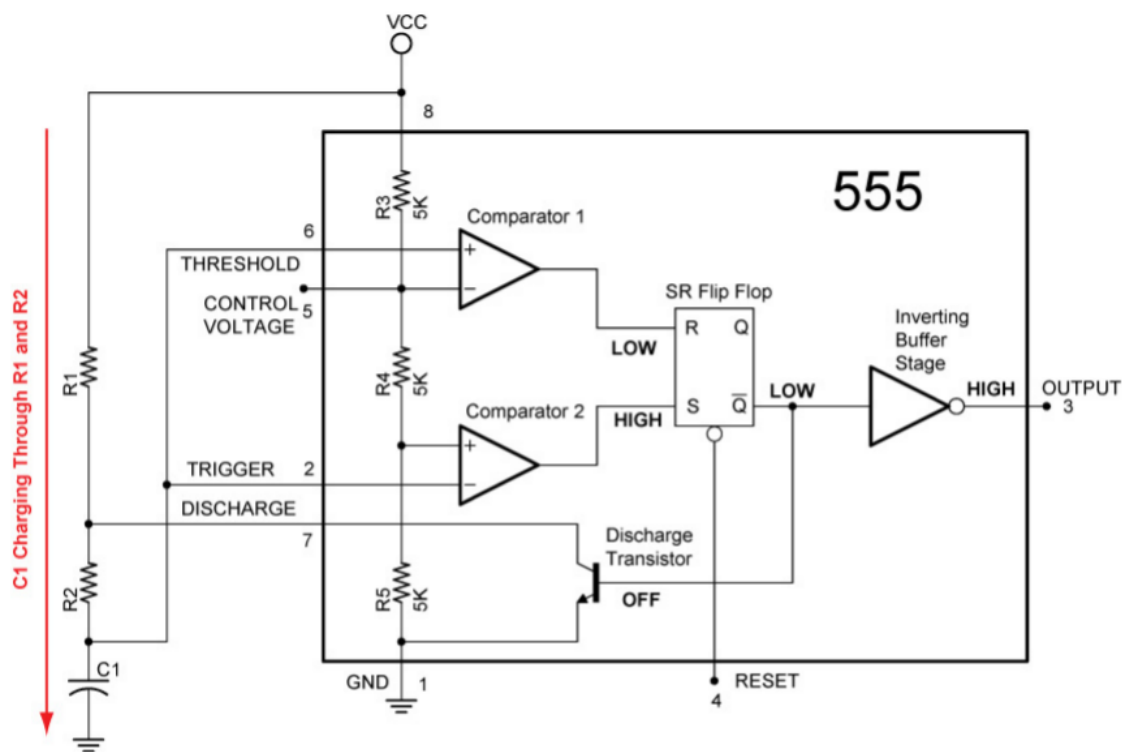 VCC
8
555
R3
5K
Comparator 1
6
THRESHOLD
+
−
CONTROL
5
VOLTAGE
SR Flip Flop
R
Q
LOW
Inverting
Buffer
Stage
C1 Charging Through R1 and R2
R1
R4
5K
Comparator 2
HIGH
S
Q̅
LOW
HIGH
OUTPUT
3
TRIGGER
2
+
−
DISCHARGE
7
Discharge
Transistor
OFF
R2
R5
5K
C1
GND
1
RESET
4